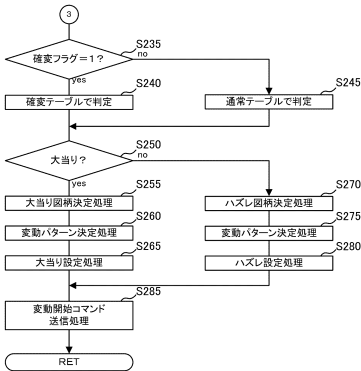 3
S235
確変フラグ＝1？
no
yes
S240
確変テーブルで判定
S245
通常テーブルで判定
S250
大当り？
no
yes
S255
大当り図柄決定処理
S270
ハズレ図柄決定処理
S260
変動パターン決定処理
S275
変動パターン決定処理
S265
大当り設定処理
S280
ハズレ設定処理
S285
変動開始コマンド
送信処理
RET